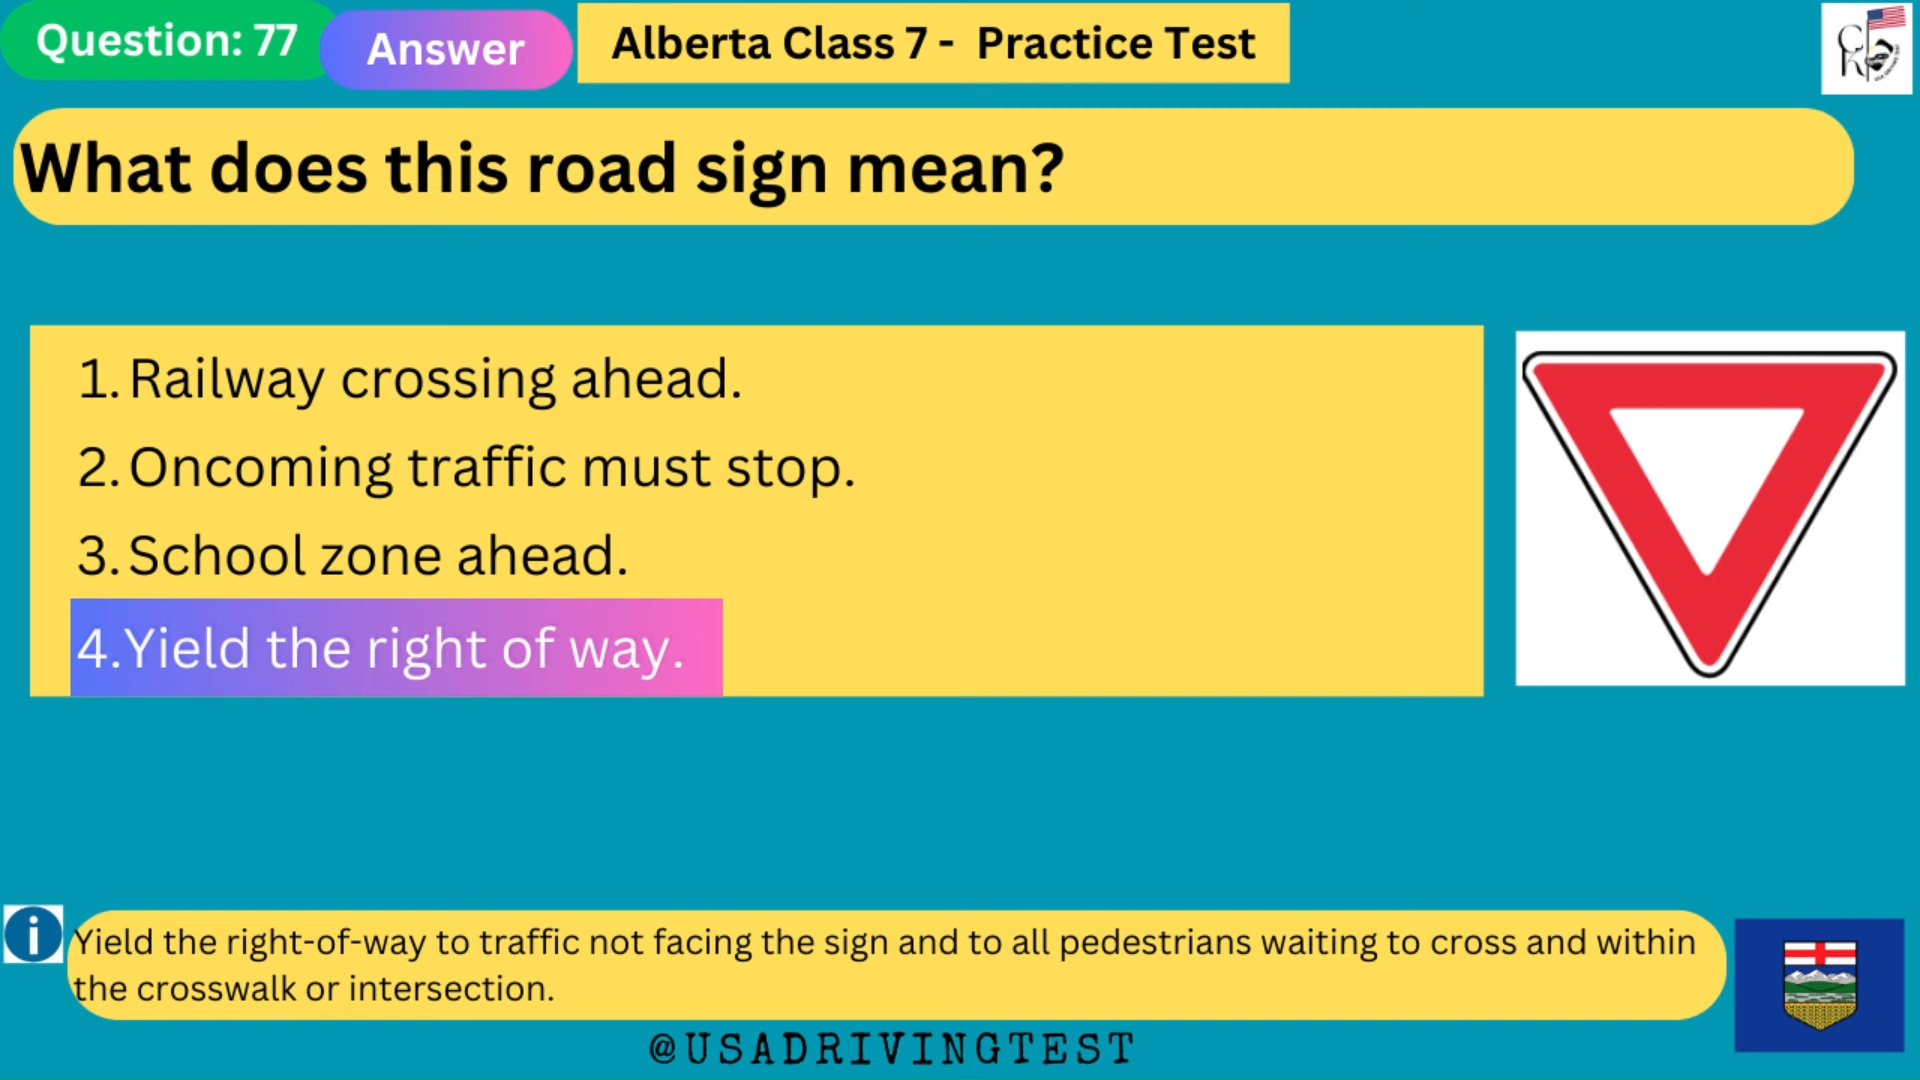 Question: 77
Answer
Alberta Class 7 - Practice Test
What does this road sign mean?
1. Railway crossing ahead.
2. Oncoming traffic must stop.
3. School zone ahead.
4.Yield the right of way.
i
Yield the right-of-way to traffic not facing the sign and to all pedestrians waiting to cross and within
the crosswalk or intersection.
@USADRIVINGTEST